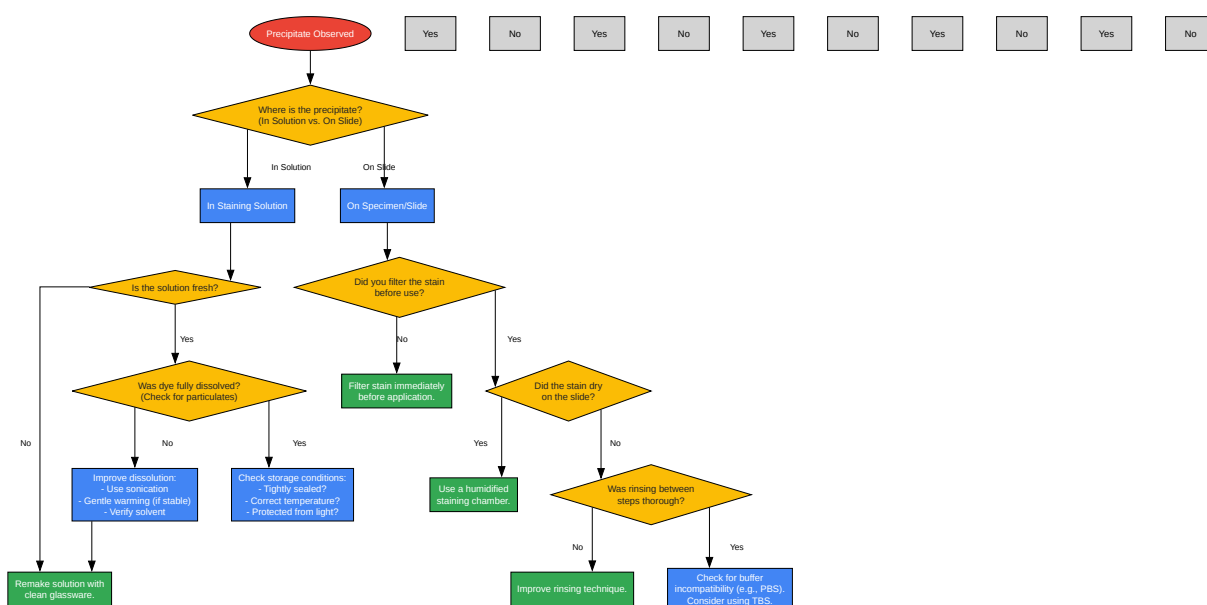 Precipitate Observed
Yes
No
Yes
No
Yes
No
Yes
No
Yes
No
Where is the precipitate?
(In Solution vs. On Slide)
In Solution
On Slide
In Staining Solution
On Specimen/Slide
Is the solution fresh?
Did you filter the stain
before use?
Yes
No
Yes
Was dye fully dissolved?
(Check for particulates)
Filter stain immediately
before application.
Did the stain dry
on the slide?
No
No
Yes
Yes
No
Improve dissolution:
- Use sonication
- Gentle warming (if stable)
- Verify solvent
Check storage conditions:
- Tightly sealed?
- Correct temperature?
- Protected from light?
Use a humidified
staining chamber.
Was rinsing between
steps thorough?
No
Yes
Remake solution with
clean glassware.
Improve rinsing technique.
Check for buffer
incompatibility (e.g., PBS).
Consider using TBS.